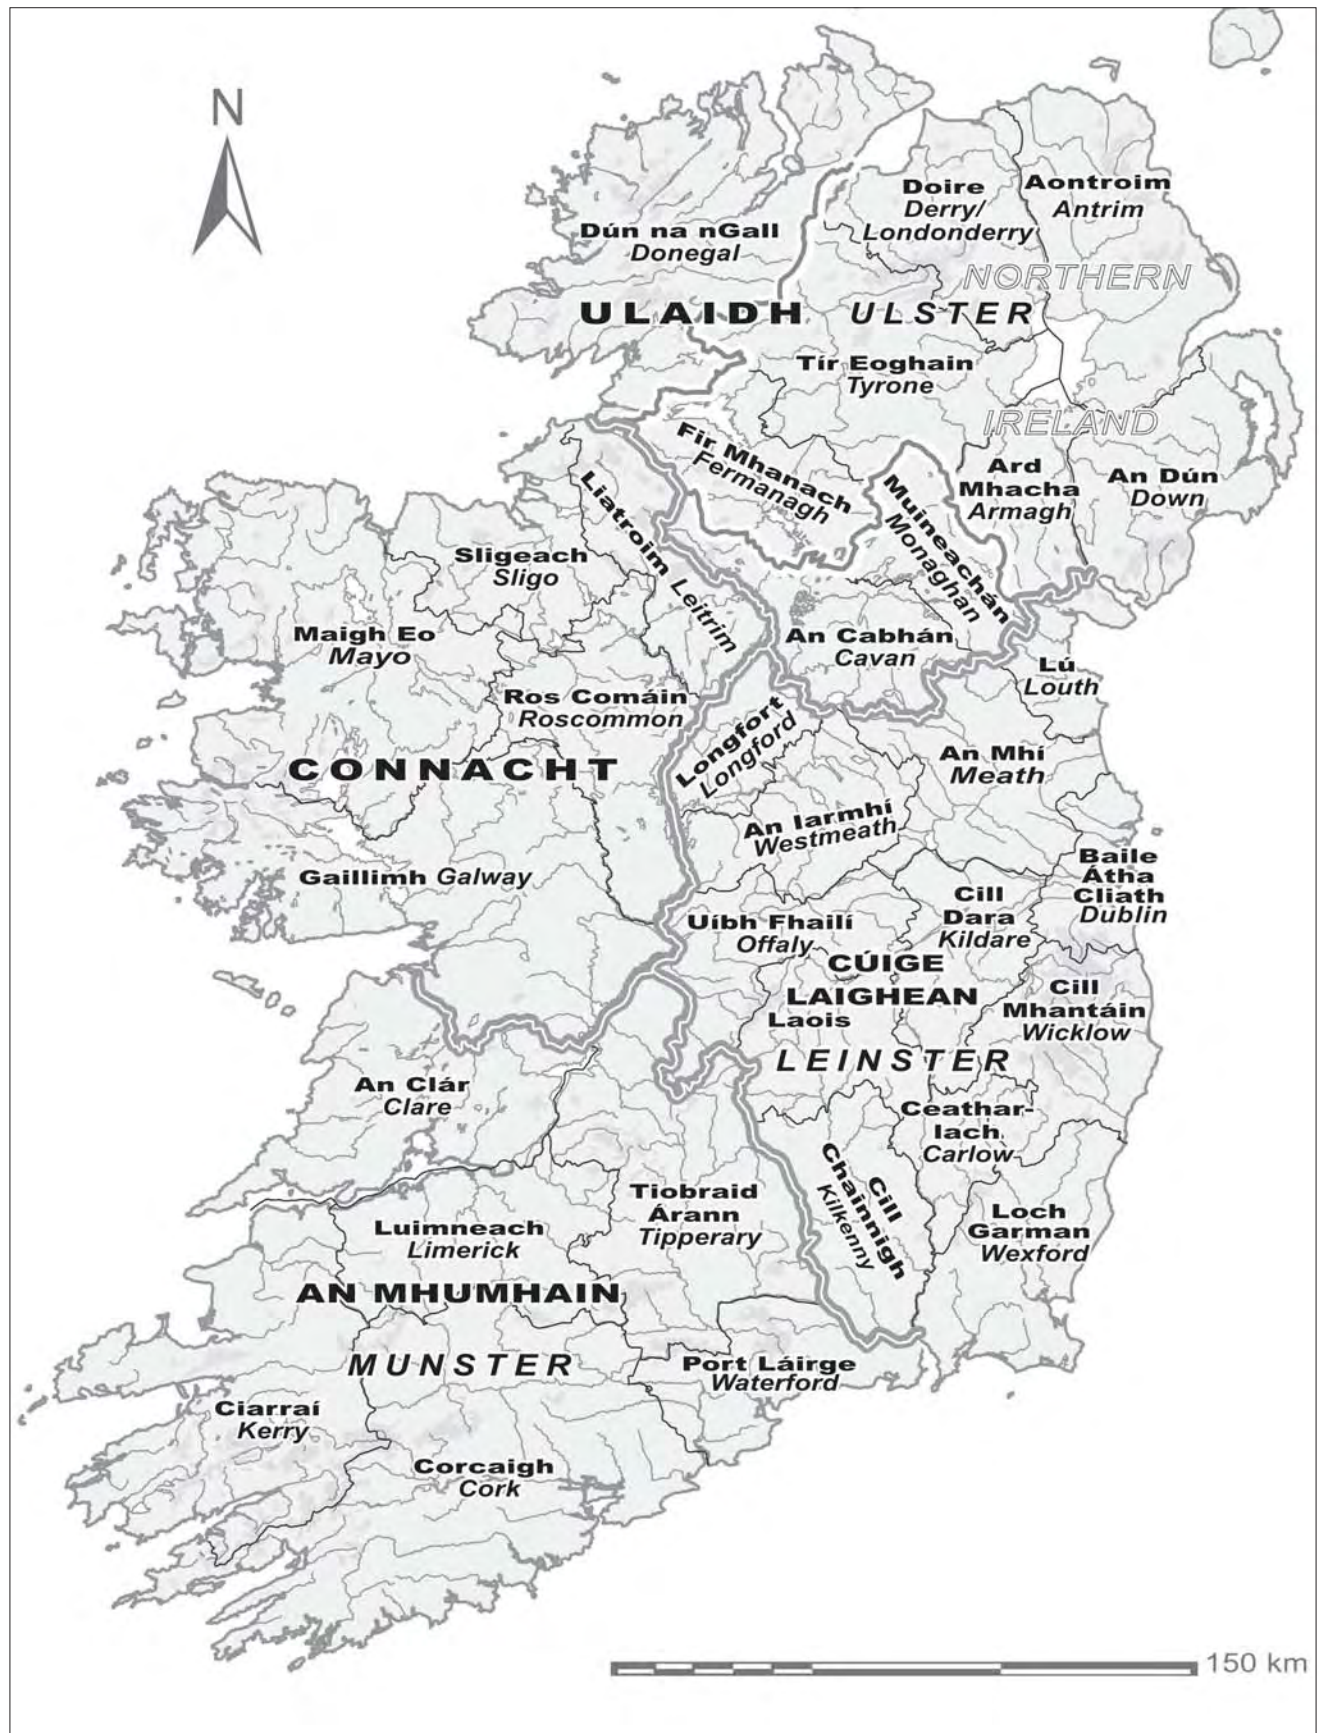 N
Doire
Derry/
Londonderry
Aontroim
Antrim
Dún na nGall
Donegal
NORTHERN
ULAIDH ULSTER
Tír Eoghain
Tyrone
IRELAND
Fir Mhanach
Fermanagh
Ard
Mhacha
Armagh
An Dún
Down
Muineachán
Monaghan
Liatroim Leitrim
Sligeach
Sligo
Maigh Eo
Mayo
An Cabhán
Cavan
Lú
Louth
Ros Comáin
Roscommon
Longfort
Longford
An Mhí
Meath
CONNACHT
An Iarmhí
Westmeath
Baile
Átha
Cliath
Dublin
Gaillimh Galway
Cill
Dara
Kildare
Uíbh Fhailí
Offaly
CÚIGE
LAIGHEAN
Laois
Cill
Mhantáin
Wicklow
LEINSTER
An Clár
Clare
Ceathar-
lach
Carlow
Cill
Chainnigh
Kilkenny
Tiobraid
Árann
Tipperary
Loch
Garman
Wexford
Luimneach
Limerick
AN MHUMHAIN
MUNSTER
Port Láirge
Waterford
Ciarraí
Kerry
Corcaigh
Cork
150 km